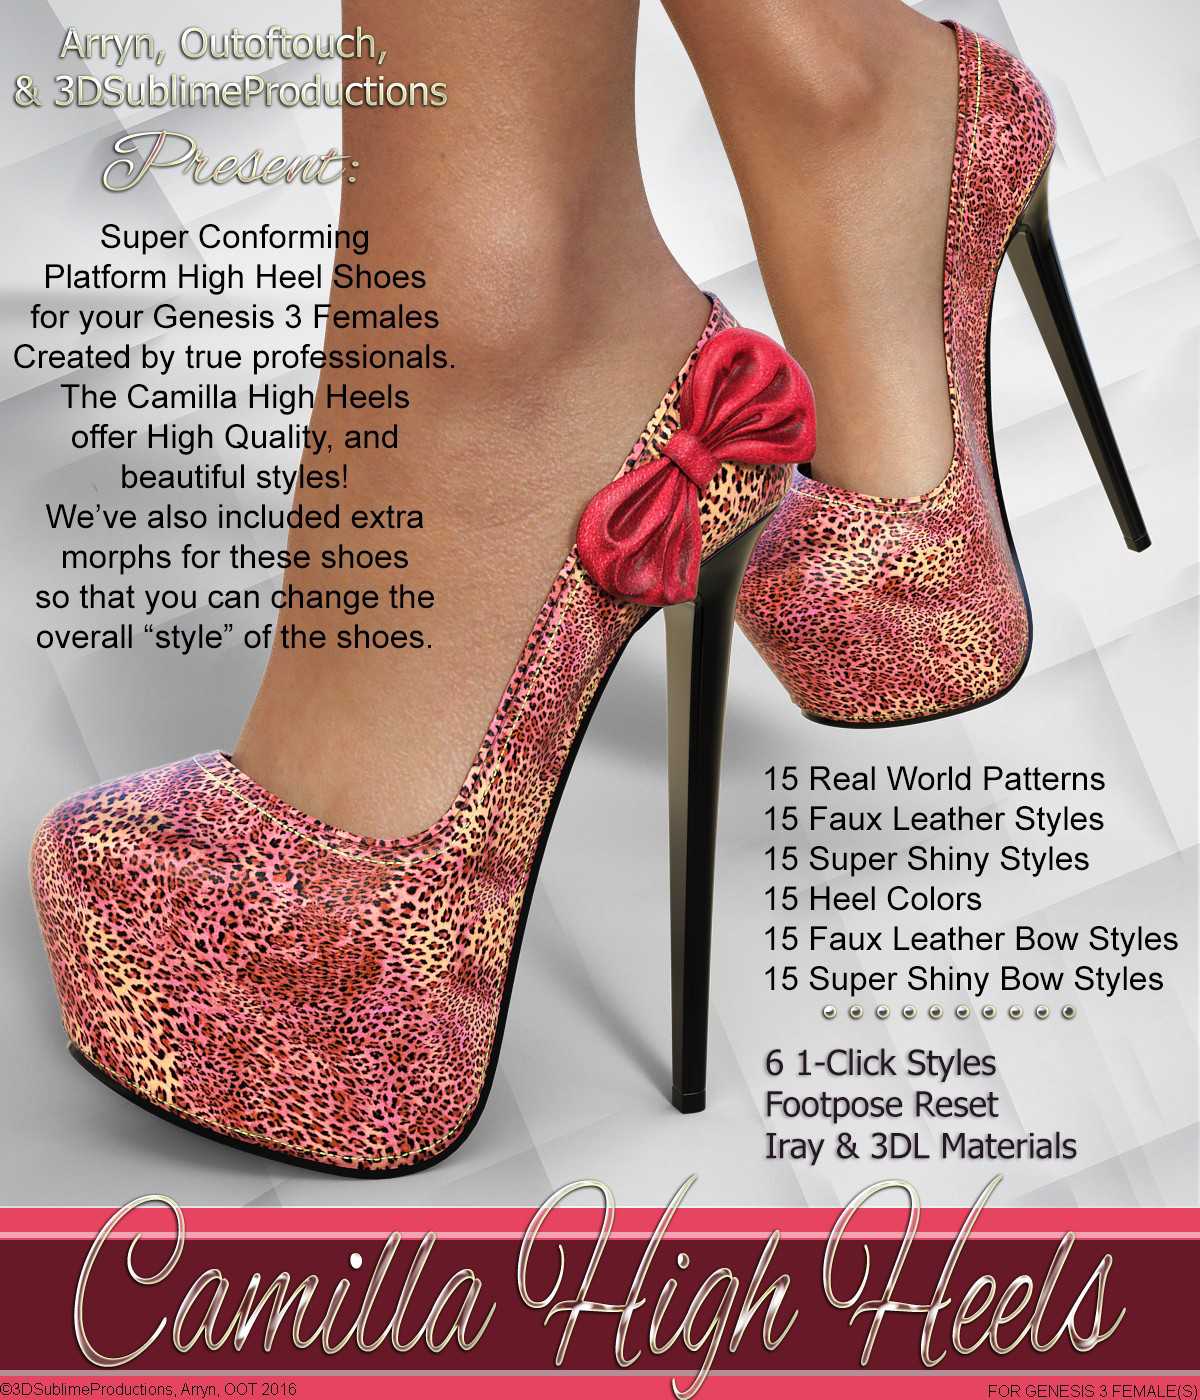 Arryn, Outoftouch,
& 3DSublimeProductions
Present:
Super Conforming
Platform High Heel Shoes
for your Genesis 3 Females
Created by true professionals.
The Camilla High Heels
offer High Quality, and
beautiful styles!
We’ve also included extra
morphs for these shoes
so that you can change the
overall “style” of the shoes.
15 Real World Patterns
15 Faux Leather Styles
15 Super Shiny Styles
15 Heel Colors
15 Faux Leather Bow Styles
15 Super Shiny Bow Styles
6 1-Click Styles
Footpose Reset
Iray & 3DL Materials
Camilla High Heels
©3DSublimeProductions, Arryn, OOT 2016
FOR GENESIS 3 FEMALE(S)